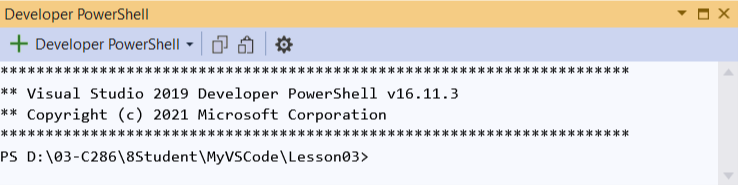 Developer PowerShell
Developer PowerShell
**********************************************************************
** Visual Studio 2019 Developer PowerShell v16.11.3
** Copyright (c) 2021 Microsoft Corporation
**********************************************************************
PS D:\03-C286\8Student\MyVSCode\Lesson03>